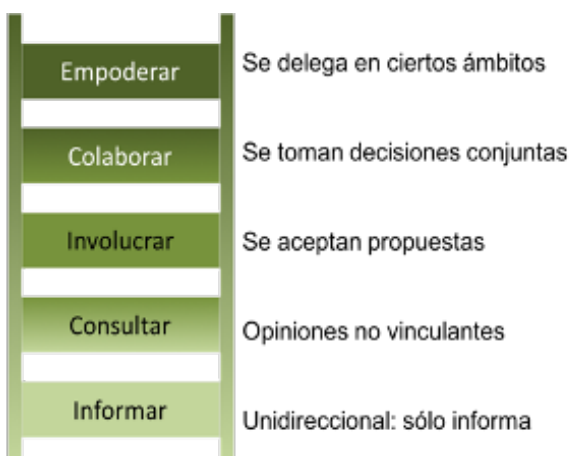 Empoderar
Se delega en ciertos ámbitos
Colaborar
Se toman decisiones conjuntas
Involucrar
Se aceptan propuestas
Consultar
Opiniones no vinculantes
Informar
Unidireccional: sólo informa